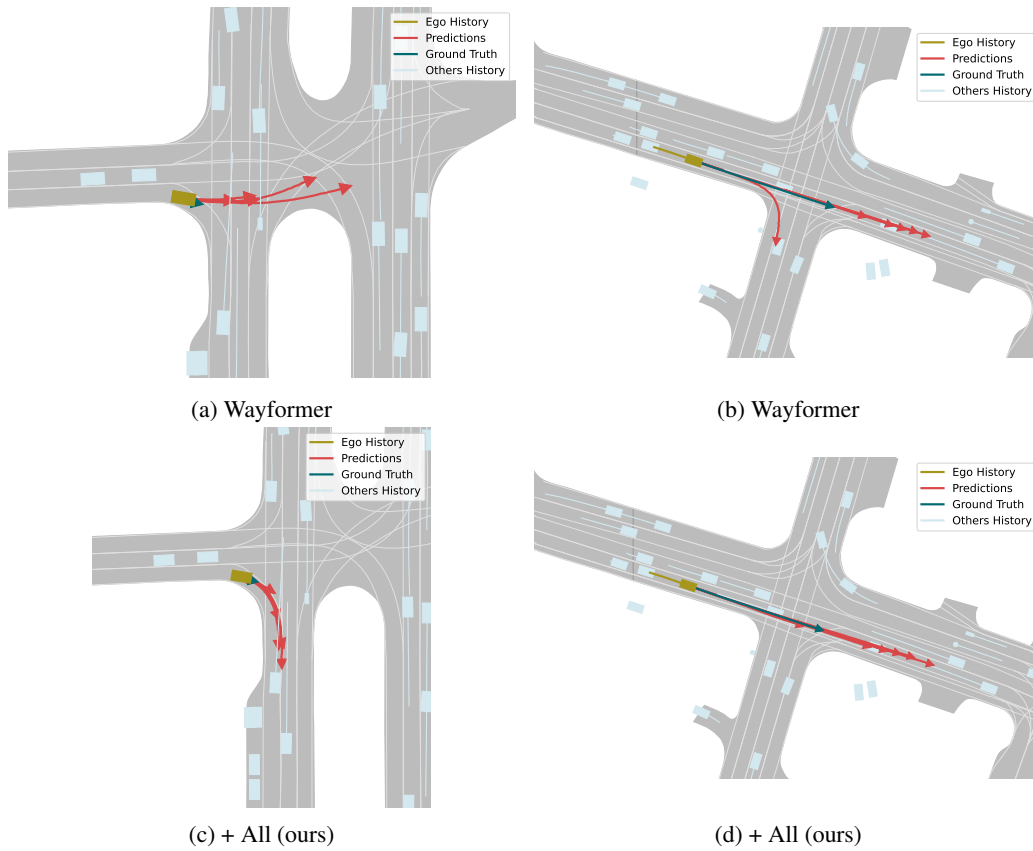 Ego History
Predictions
Ground Truth
Others History
Ego History
Predictions
Ground Truth
Others History
(a) Wayformer
(b) Wayformer
Ego History
Predictions
Ground Truth
Others History
Ego History
Predictions
Ground Truth
Others History
(c) + All (ours)
(d) + All (ours)